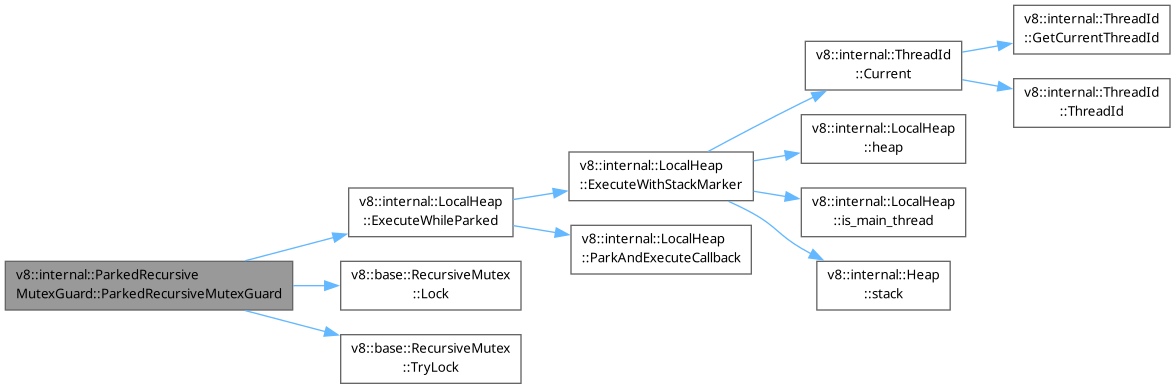 v8::internal::ParkedRecursive
MutexGuard::ParkedRecursiveMutexGuard
v8::internal::LocalHeap
::ExecuteWhileParked
v8::base::RecursiveMutex
::Lock
v8::base::RecursiveMutex
::TryLock
v8::internal::LocalHeap
::ExecuteWithStackMarker
v8::internal::LocalHeap
::ParkAndExecuteCallback
v8::internal::ThreadId
::Current
v8::internal::LocalHeap
::heap
v8::internal::LocalHeap
::is_main_thread
v8::internal::Heap
::stack
v8::internal::ThreadId
::GetCurrentThreadId
v8::internal::ThreadId
::ThreadId